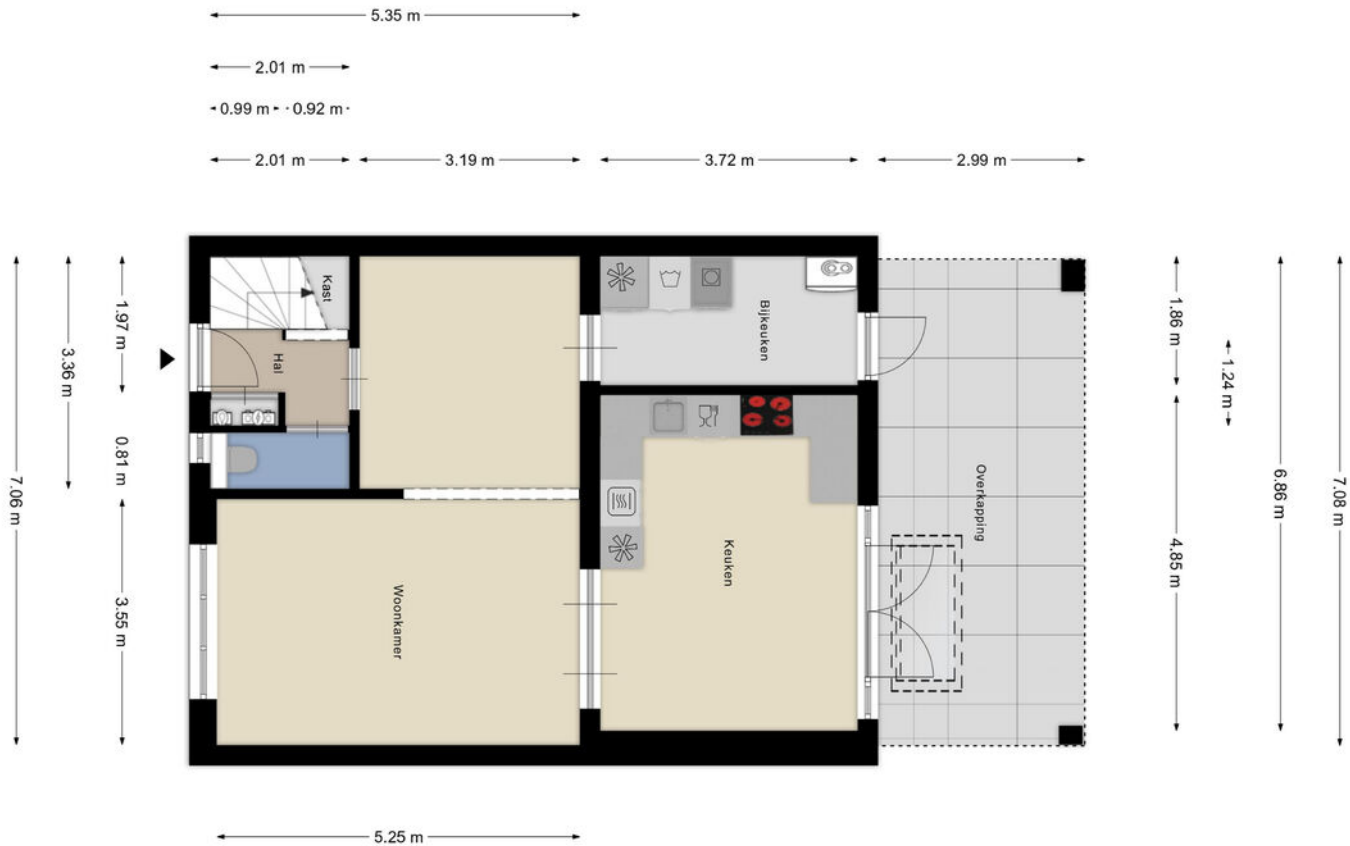 5.35 m
2.01 m
0.99 m 0.92 m
2.01 m 3.19 m 3.72 m 2.99 m
7.06 m
3.36 m
1.97 m
0.81 m
3.55 m
Kast
Hal
Bijkeuken
Woonkamer
Keuken
Overkapping
1.86 m
4.85 m
1.24 m
6.86 m
7.08 m
5.25 m